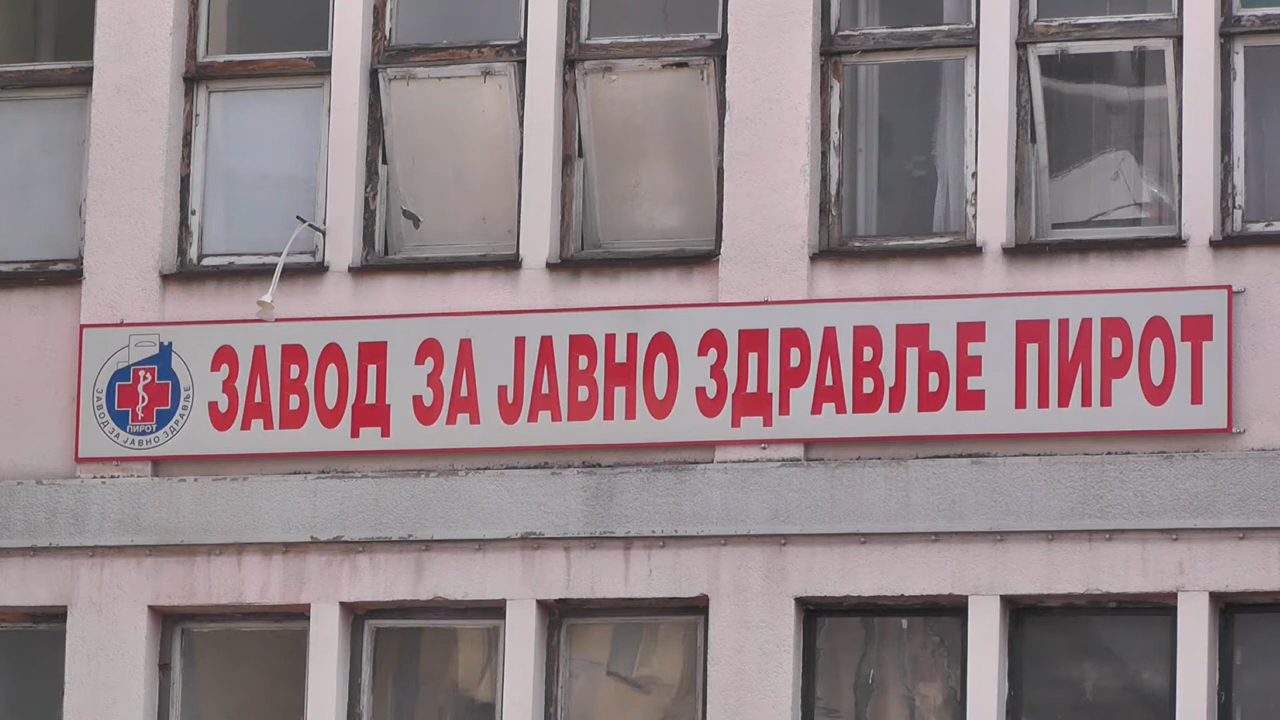 ЗАВОД ЗА ЈАВНО ЗДРАВЉЕ ПИРОТ
ПИРОТ
ЗАВОД ЗА ЈАВНО ЗДРАВЉЕ